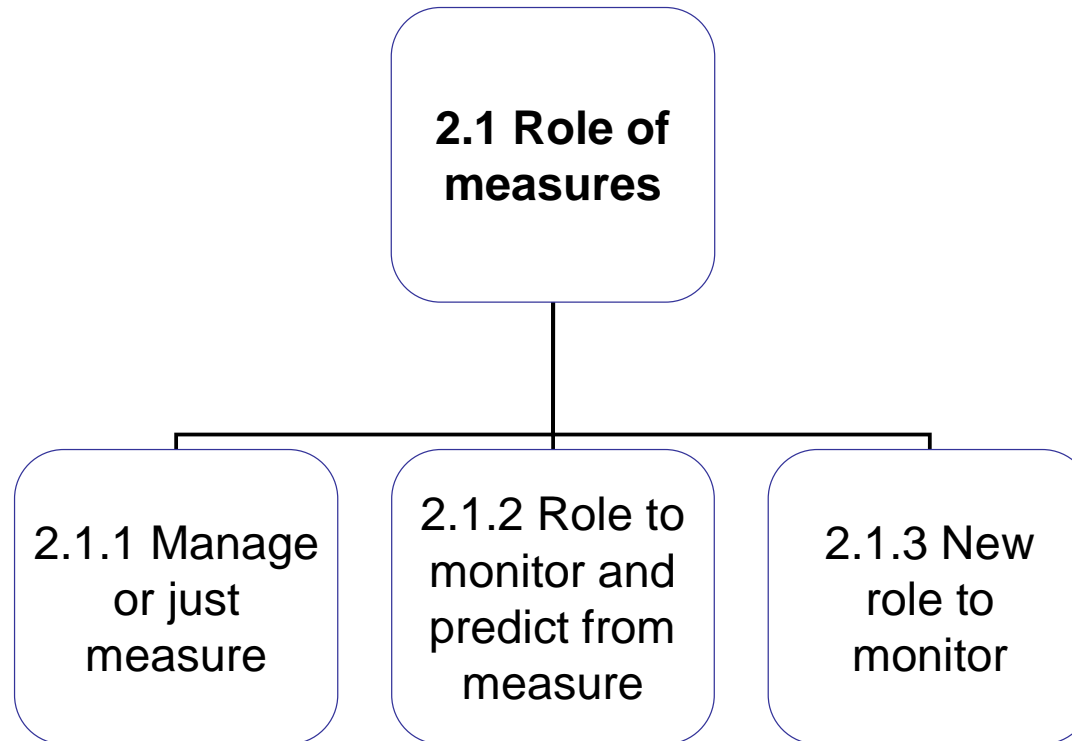 2.1 Role of
measures
2.1.1 Manage
or just
measure
2.1.2 Role to
monitor and
predict from
measure
2.1.3 New
role to
monitor